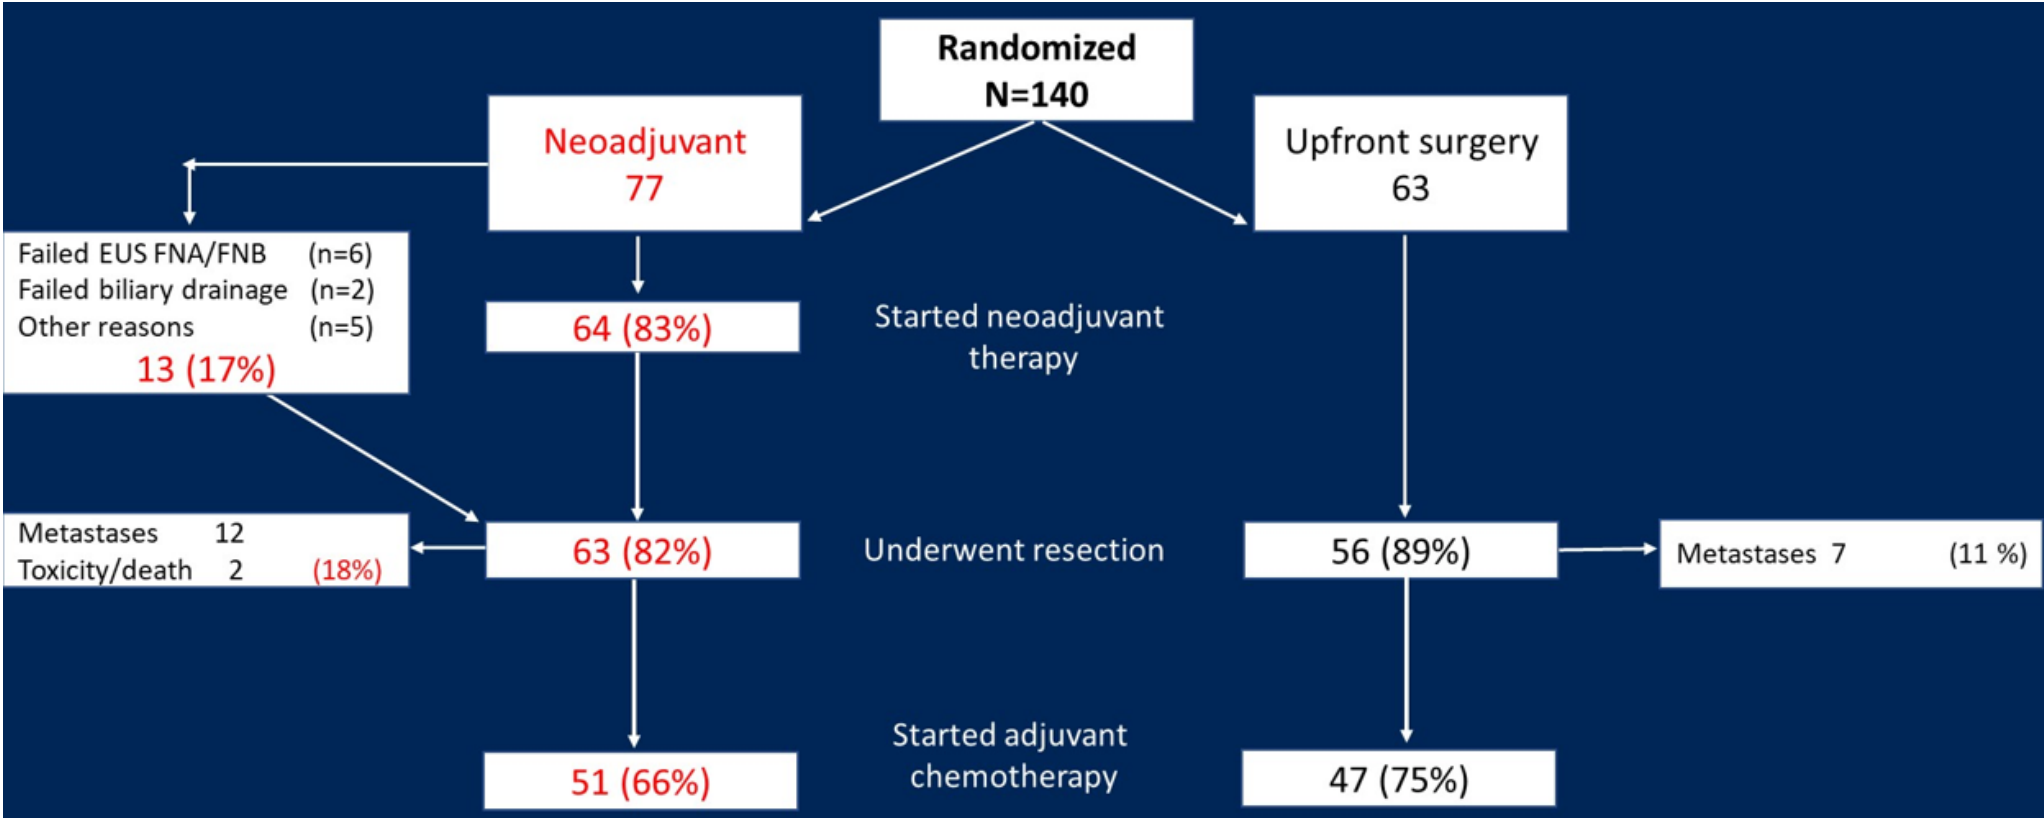 Randomized
N=140
Neoadjuvant
77
Upfront surgery
63
Failed EUS FNA/FNB (n=6)
Failed biliary drainage (n=2)
Other reasons (n=5)
13 (17%)
64 (83%)
Started neoadjuvant
therapy
Metastases 12
Toxicity/death 2 (18%)
63 (82%)
Underwent resection
56 (89%)
Metastases 7 (11 %)
51 (66%)
Started adjuvant
chemotherapy
47 (75%)